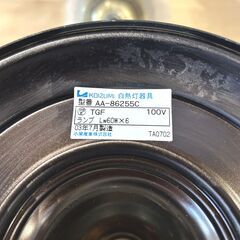 KOIZUMI 白熱灯器具
型番 AA-86255C
TGF 100V
ランプ LW60W×6
03年7月製造 TA0702
小泉産業株式会社